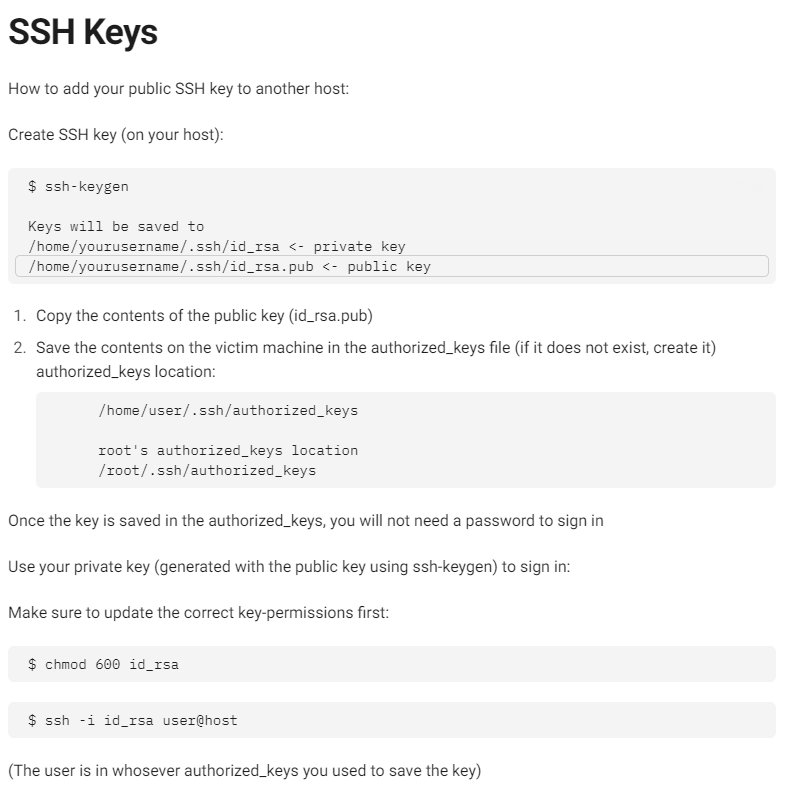 SSH Keys
How to add your public SSH key to another host:
Create SSH key (on your host):
$ ssh-keygen
Keys will be saved to
/home/yourusername/.ssh/id_rsa <- private key
/home/yourusername/.ssh/id_rsa.pub <- public key
1. Copy the contents of the public key (id_rsa.pub)
2. Save the contents on the victim machine in the authorized_keys file (if it does not exist, create it)
authorized_keys location:
/home/user/.ssh/authorized_keys
root's authorized_keys location
/root/.ssh/authorized_keys
Once the key is saved in the authorized_keys, you will not need a password to sign in
Use your private key (generated with the public key using ssh-keygen) to sign in:
Make sure to update the correct key-permissions first:
$ chmod 600 id_rsa
$ ssh -i id_rsa user@host
(The user is in whosever authorized_keys you used to save the key)